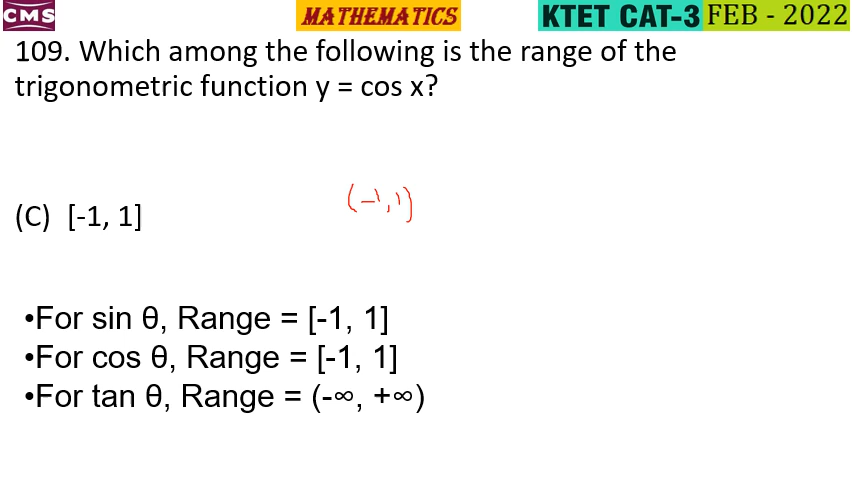 CMS
MATHEMATICS
KTET CAT-3 FEB - 2022
109. Which among the following is the range of the
trigonometric function y = cos x?
(-1,1)
(C) [-1, 1]
•For sin θ, Range = [-1, 1]
•For cos θ, Range = [-1, 1]
•For tan θ, Range = (-∞, +∞)